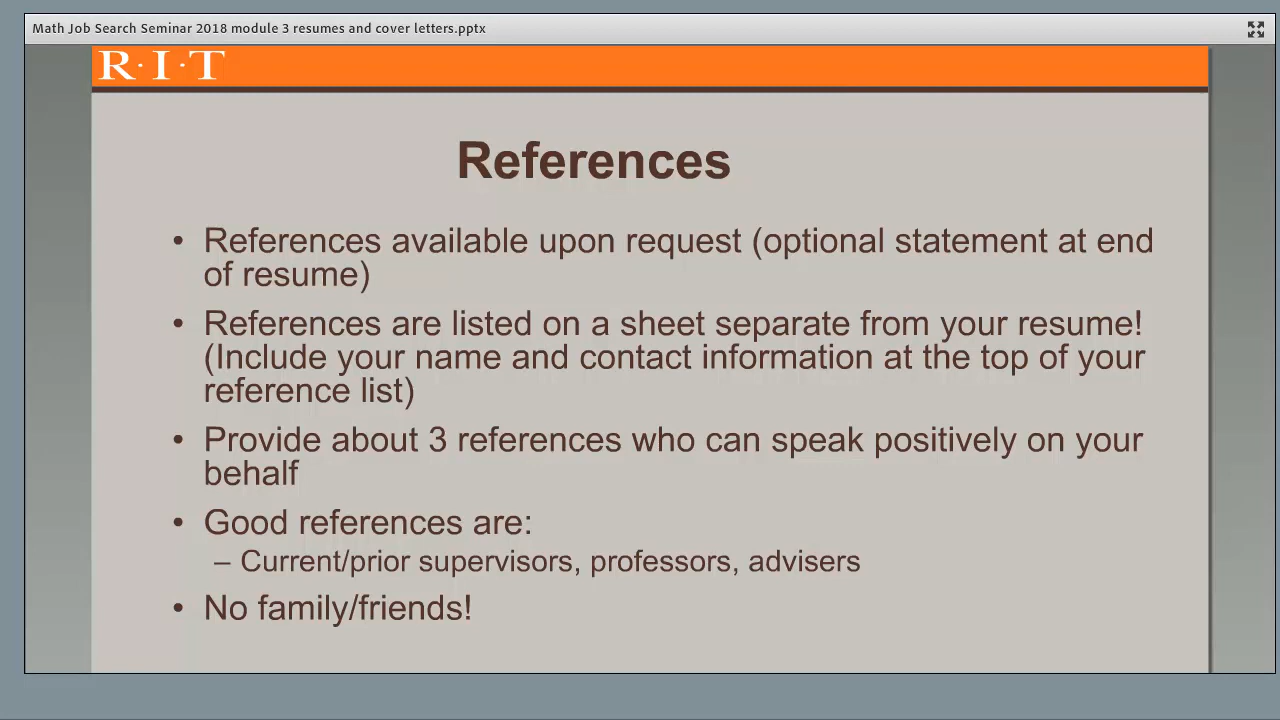 Math Job Search Seminar 2018 module 3 resumes and cover letters.pptx
R·I·T
References
• References available upon request (optional statement at end
of resume)
• References are listed on a sheet separate from your resume!
(Include your name and contact information at the top of your
reference list)
• Provide about 3 references who can speak positively on your
behalf
• Good references are:
– Current/prior supervisors, professors, advisers
• No family/friends!